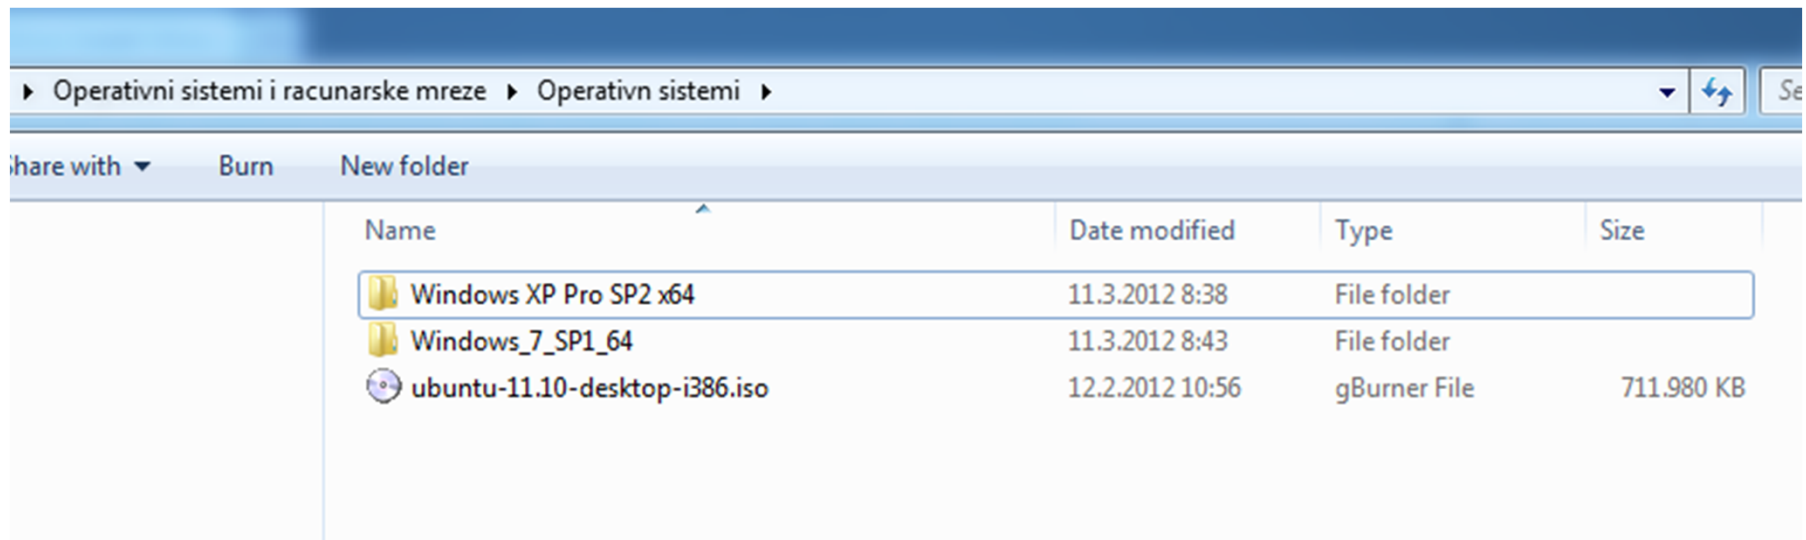 Operativni sistemi i racunarske mreze Operativn sistemi Se
Share with Burn New folder
Name Date modified Type Size
Windows XP Pro SP2 x64 11.3.2012 8:38 File folder
Windows_7_SP1_64 11.3.2012 8:43 File folder
ubuntu-11.10-desktop-i386.iso 12.2.2012 10:56 gBurner File 711.980 KB